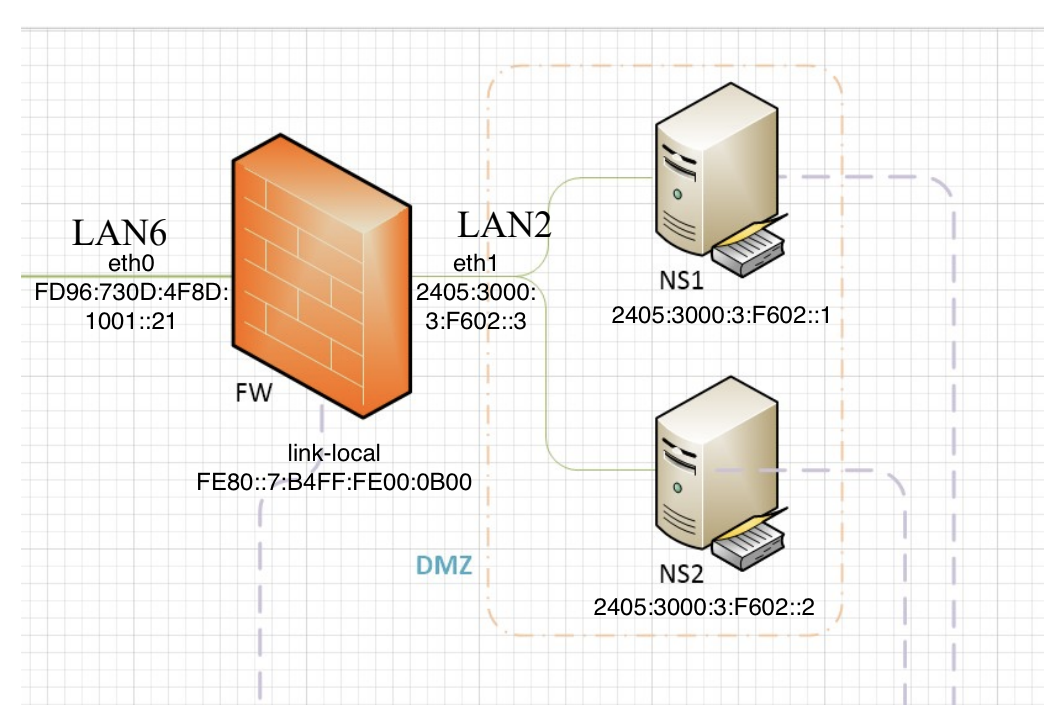 LAN6
eth0
FD96:730D:4F8D:
1001::21
LAN2
eth1
2405:3000:
3:F602::3
NS1
2405:3000:3:F602::1
FW
link-local
FE80::7:B4FF:FE00:0B00
DMZ
NS2
2405:3000:3:F602::2